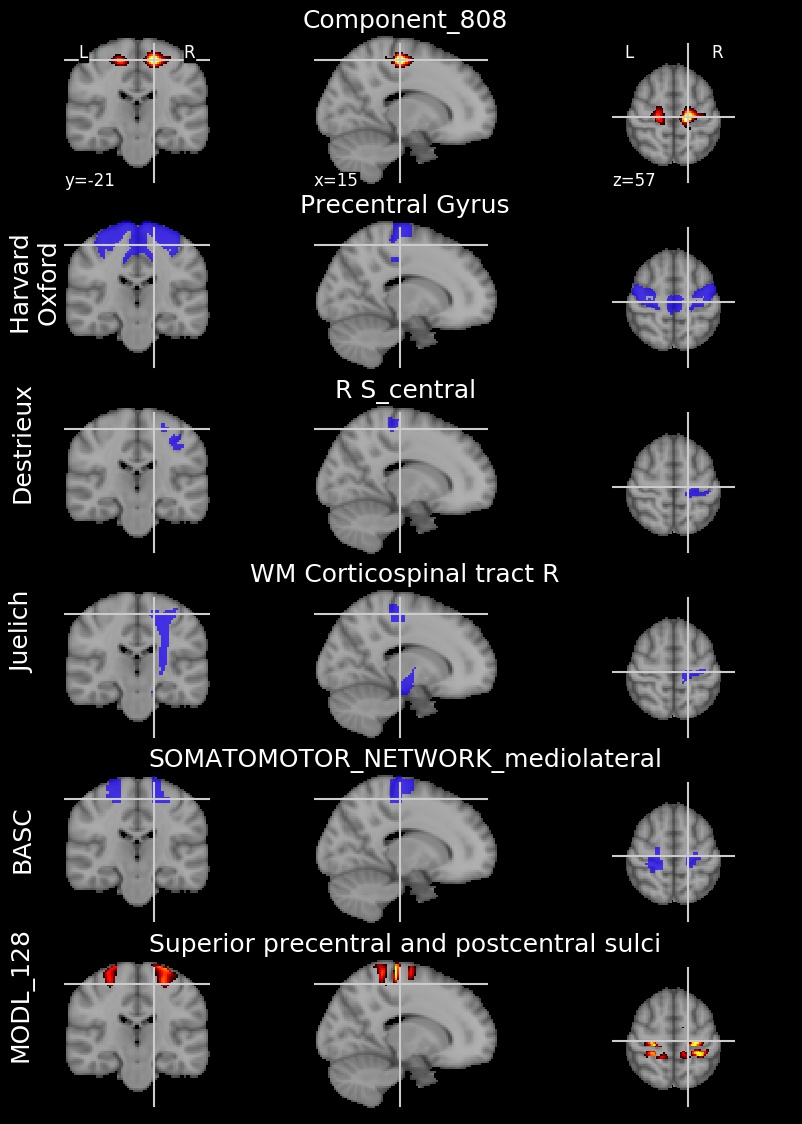 Component_808
L R
L R
y=-21
x=15
z=57
Precentral Gyrus
Harvard
Oxford
R S_central
Destrieux
WM Corticospinal tract R
Juelich
SOMATOMOTOR_NETWORK_mediolateral
BASC
Superior precentral and postcentral sulci
MODL_128